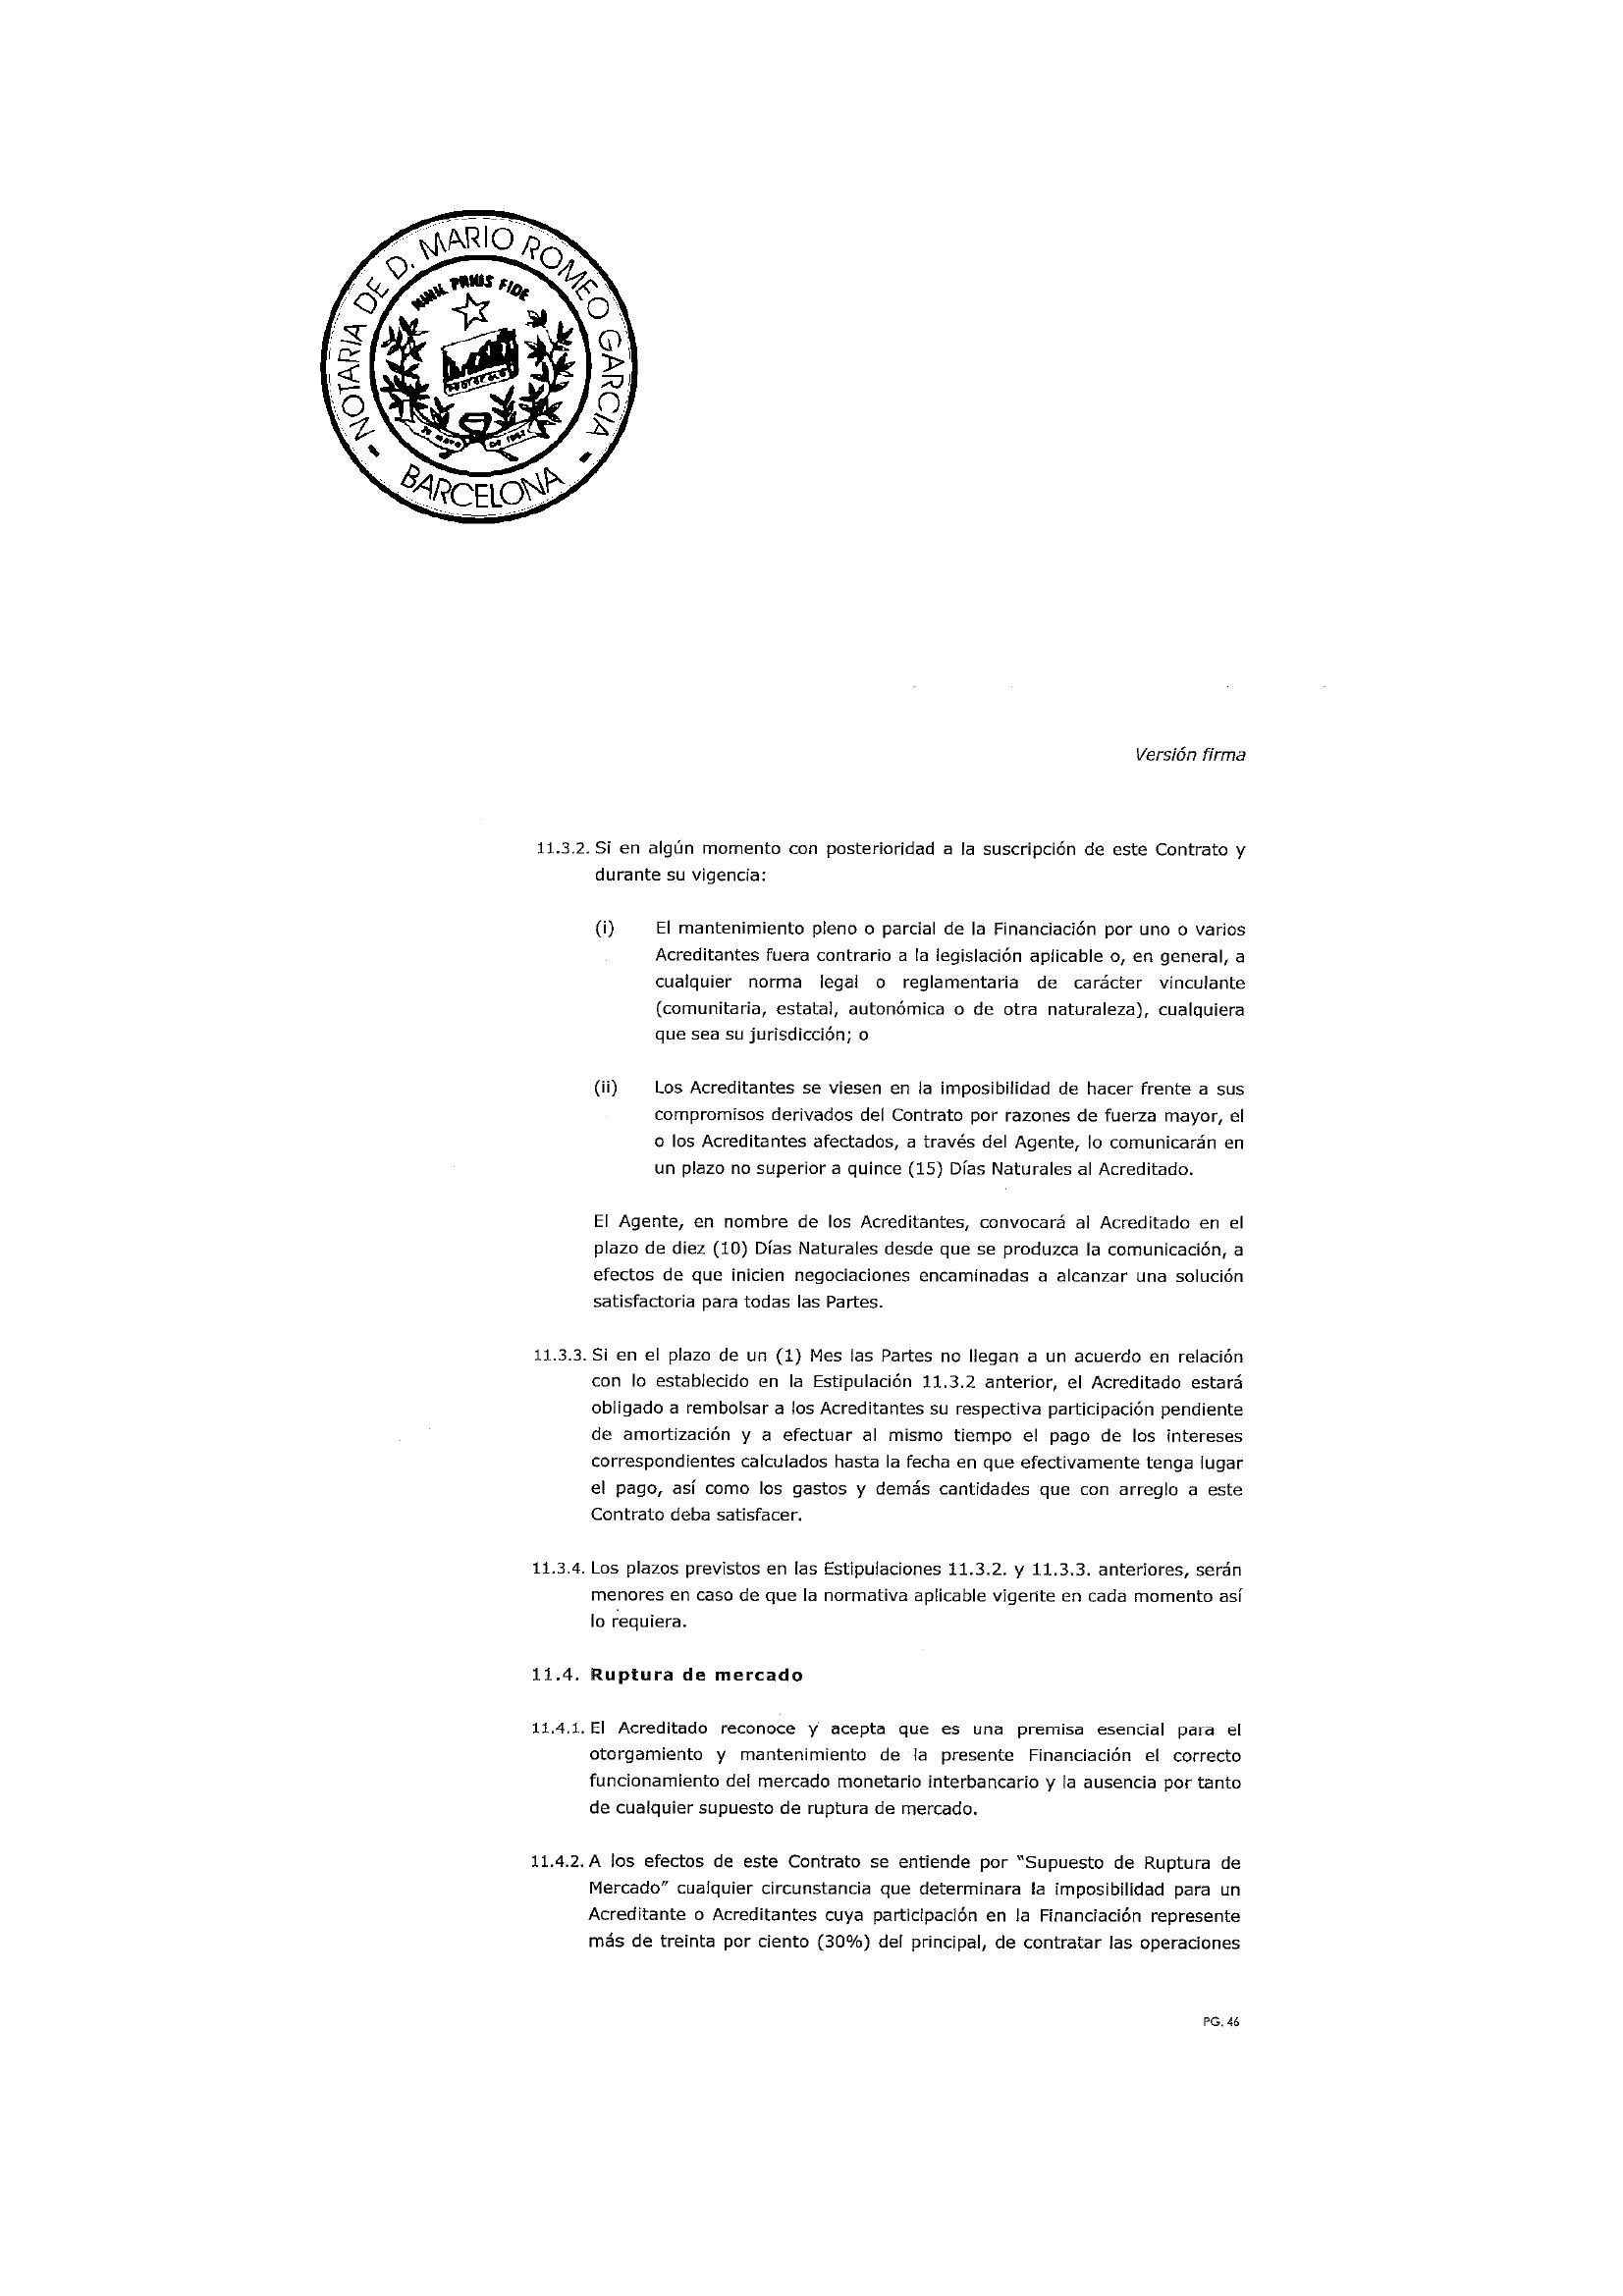 NOTARIA DE D. MARIO ROMEO GARCIA
FIDE
BARCELONA
Versión firma
11.3.2. Si en algún momento con posterioridad a la suscripción de este Contrato y
durante su vigencia:
(i) El mantenimiento pleno o parcial de la Financiación por uno o varios
Acreditantes fuera contrario a la legislación aplicable o, en general, a
cualquier norma legal o reglamentaria de carácter vinculante
(comunitaria, estatal, autonómica o de otra naturaleza), cualquiera
que sea su jurisdicción; o
(ii) Los Acreditantes se viesen en la imposibilidad de hacer frente a sus
compromisos derivados del Contrato por razones de fuerza mayor, el
o los Acreditantes afectados, a través del Agente, lo comunicarán en
un plazo no superior a quince (15) Días Naturales al Acreditado.
El Agente, en nombre de los Acreditantes, convocará al Acreditado en el
plazo de diez (10) Días Naturales desde que se produzca la comunicación, a
efectos de que inicien negociaciones encaminadas a alcanzar una solución
satisfactoria para todas las Partes.
11.3.3. Si en el plazo de un (1) Mes las Partes no llegan a un acuerdo en relación
con lo establecido en la Estipulación 11.3.2 anterior, el Acreditado estará
obligado a rembolsar a los Acreditantes su respectiva participación pendiente
de amortización y a efectuar al mismo tiempo el pago de los intereses
correspondientes calculados hasta la fecha en que efectivamente tenga lugar
el pago, así como los gastos y demás cantidades que con arreglo a este
Contrato deba satisfacer.
11.3.4. Los plazos previstos en las Estipulaciones 11.3.2. y 11.3.3. anteriores, serán
menores en caso de que la normativa aplicable vigente en cada momento así
lo requiera.
11.4. Ruptura de mercado
11.4.1. El Acreditado reconoce y acepta que es una premisa esencial para el
otorgamiento y mantenimiento de la presente Financiación el correcto
funcionamiento del mercado monetario interbancario y la ausencia por tanto
de cualquier supuesto de ruptura de mercado.
11.4.2. A los efectos de este Contrato se entiende por "Supuesto de Ruptura de
Mercado" cualquier circunstancia que determinara la imposibilidad para un
Acreditante o Acreditantes cuya participación en la Financiación represente
más de treinta por ciento (30%) del principal, de contratar las operaciones
PG. 46